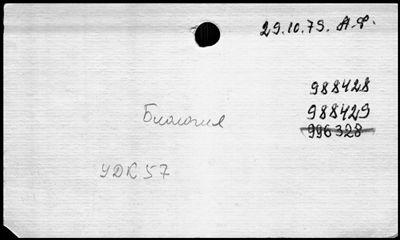 29.10.79. А.Ф.
988428
988429
996328
Биология
УДК 57